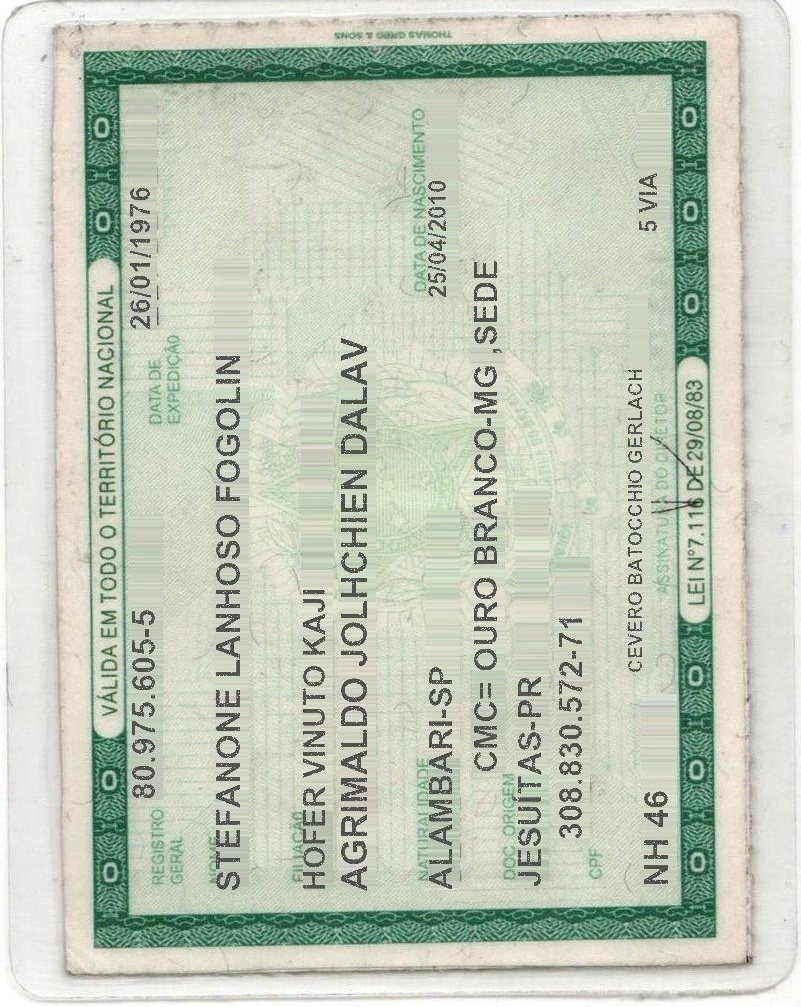 THOMAS GREG & SONS
VÁLIDA EM TODO O TERRITÓRIO NACIONAL
REGISTRO GERAL 80.975.605-5 DATA DE EXPEDIÇÃO 26/01/1976
NOME
STEFANONE LANHOSO FOGOLIN
FILIAÇÃO
HOFER VINUTO KAJI
AGRIMALDO JOLHCHIEN DALAV
NATURALIDADE DATA DE NASCIMENTO
ALAMBARI-SP 25/04/2010
DOC ORIGEM CMC= OURO BRANCO-MG ,SEDE
JESUÍTAS-PR
CPF 308.830.572-71
CEVERO BATOCCHIO GERLACH
NH 46 5 VIA
ASSINATURA DO DIRETOR
LEI N°7.116 DE 29/08/83